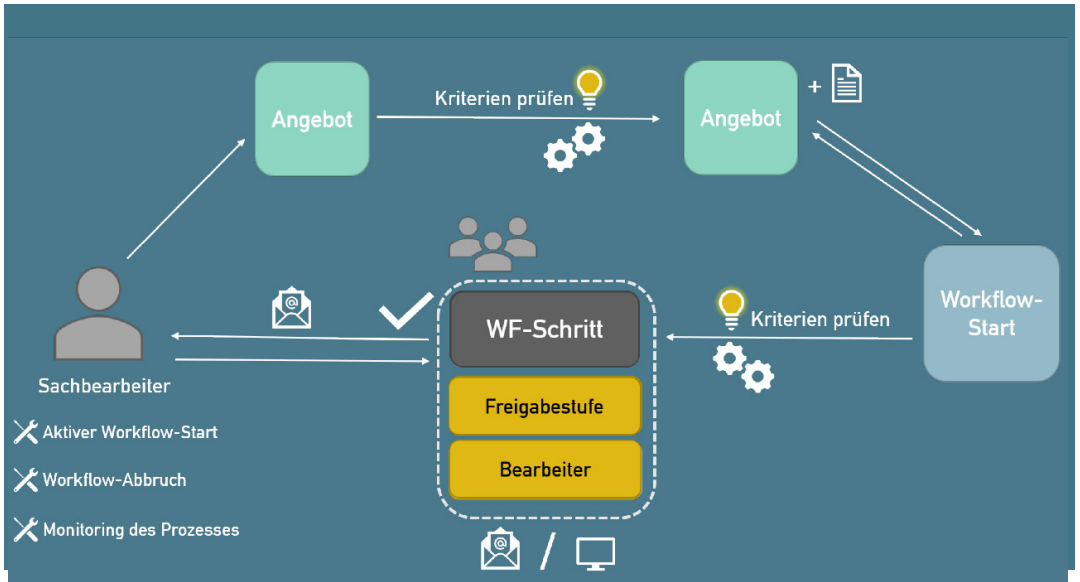 Angebot
Kriterien prüfen
Angebot
+
Workflow-
Start
Kriterien prüfen
WF-Schritt
Freigabestufe
Bearbeiter
@
/
@
Sachbearbeiter
Aktiver Workflow-Start
Workflow-Abbruch
Monitoring des Prozesses